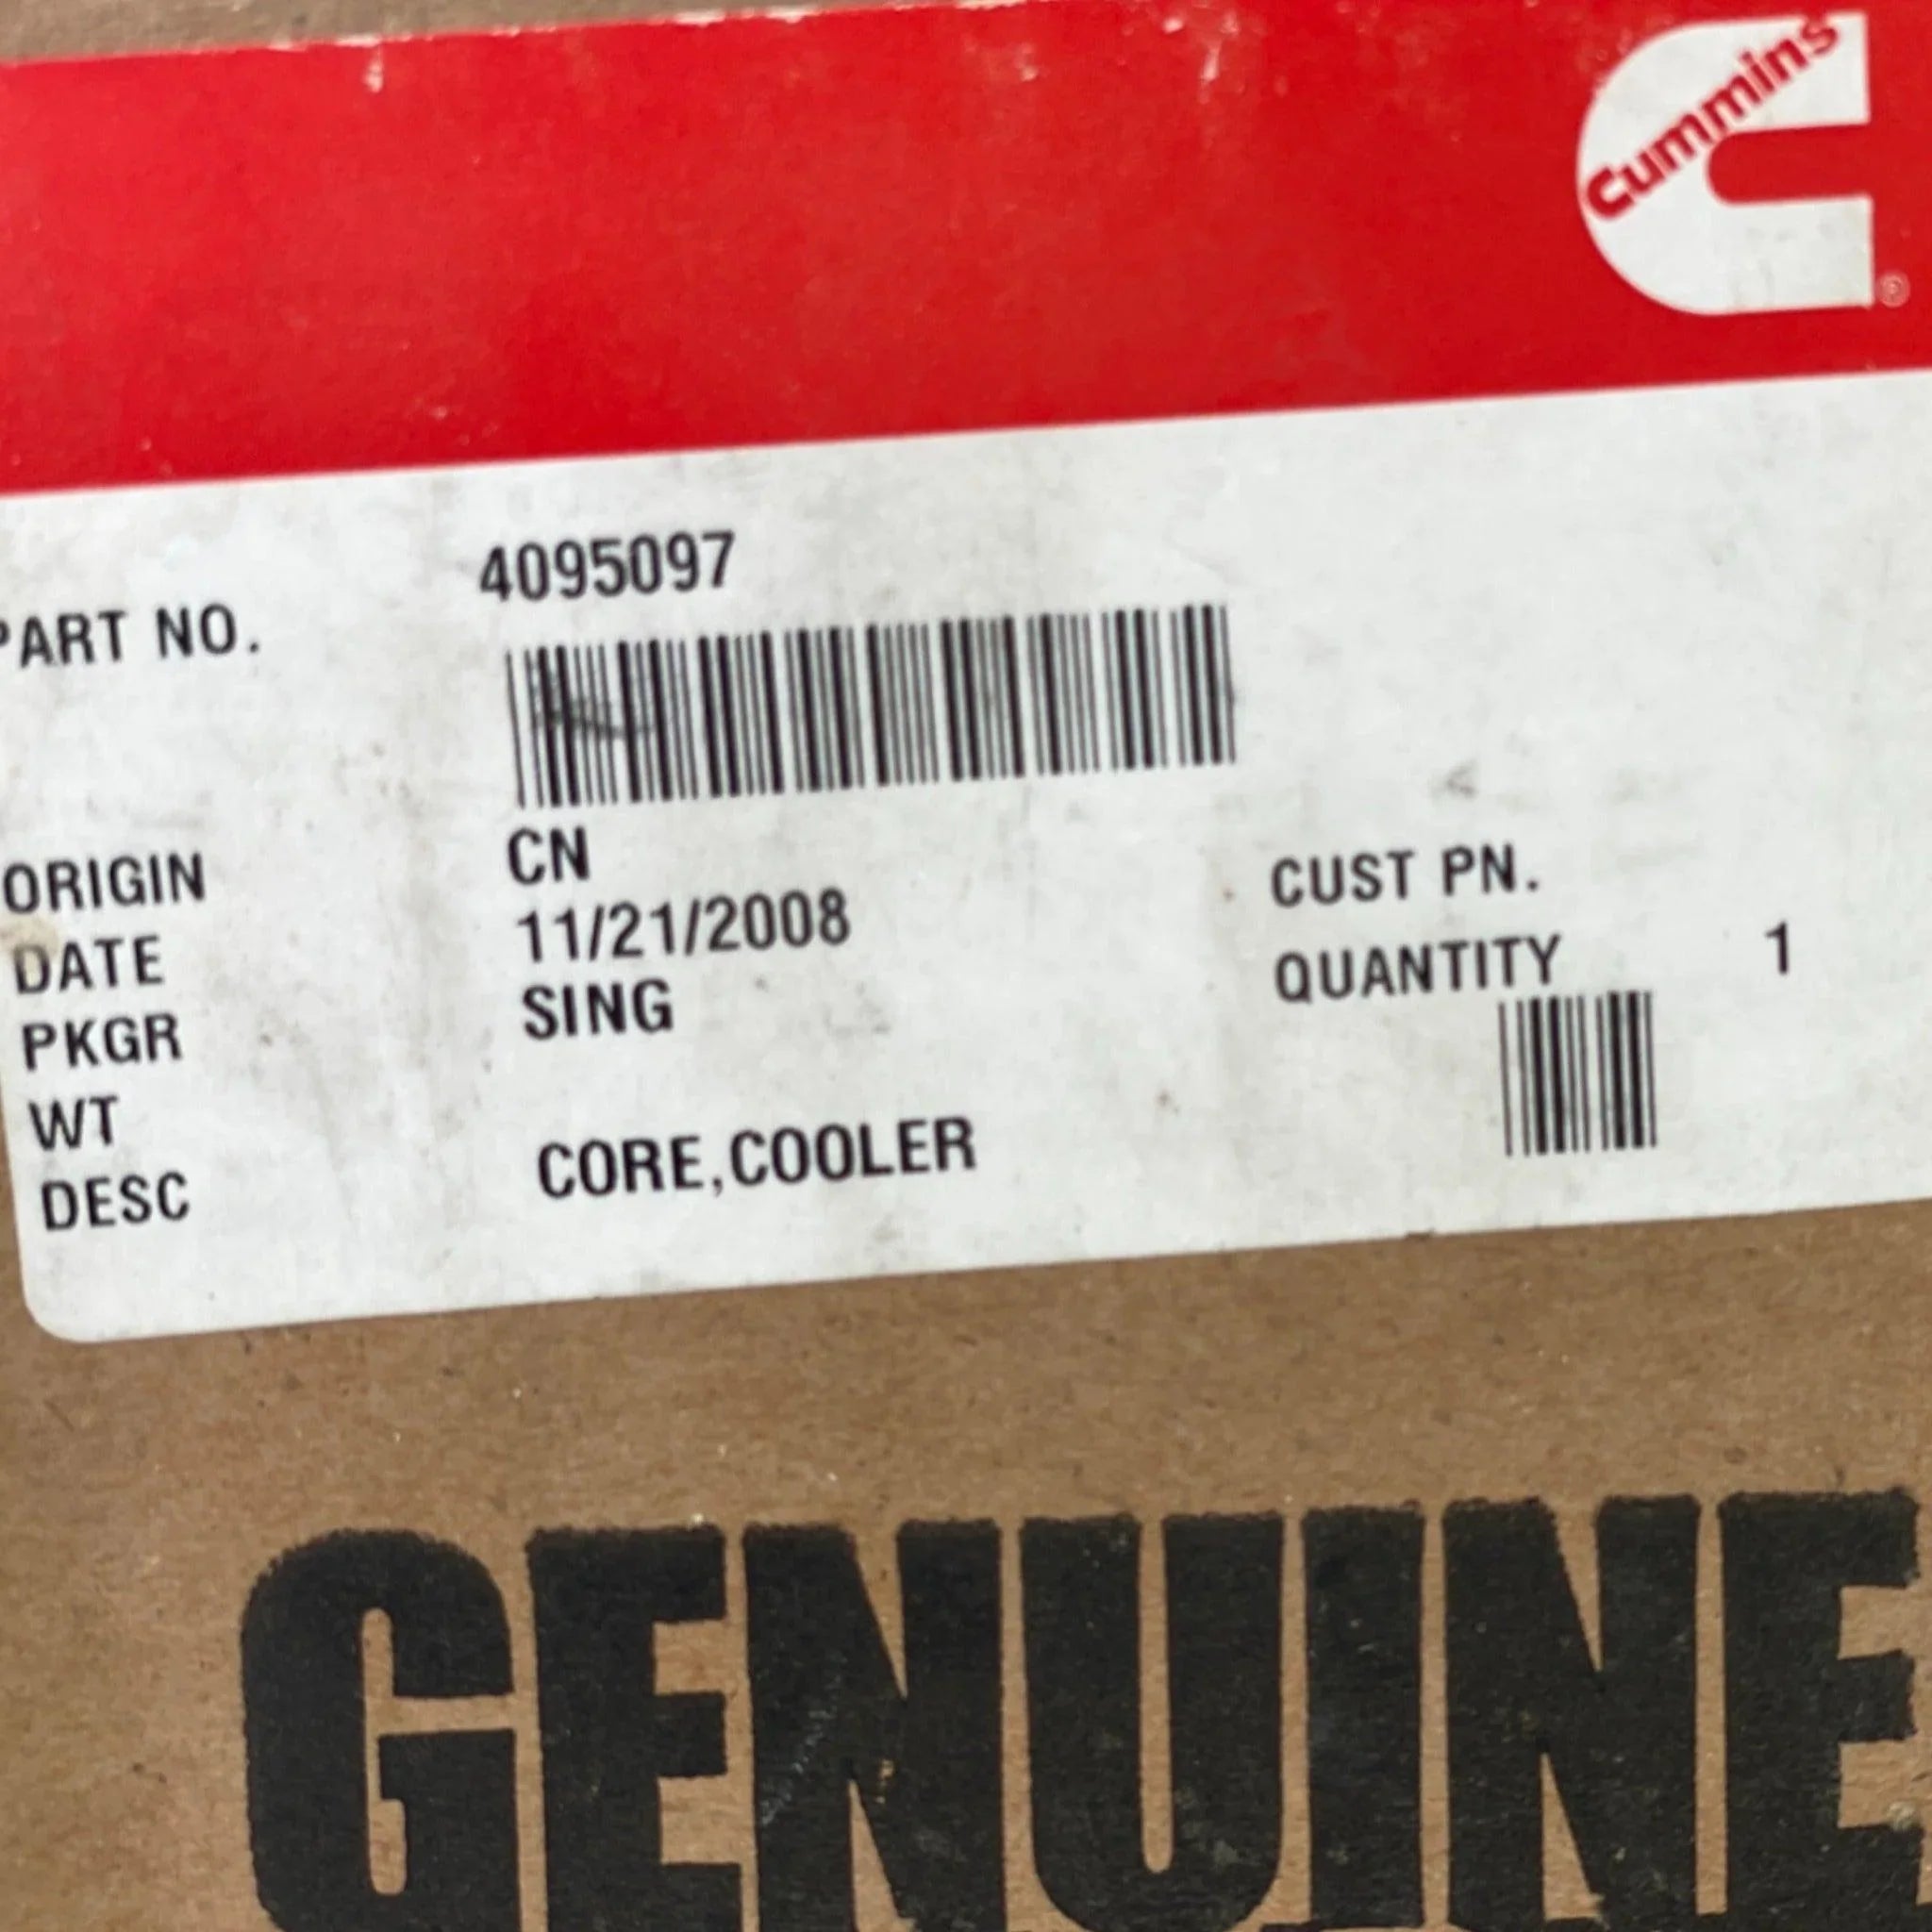 Cummins
®
4095097
PART NO.
ORIGIN CN
DATE 11/21/2008
PKGR SING
WT
DESC CORE,COOLER
CUST PN.
QUANTITY 1
GENUINE